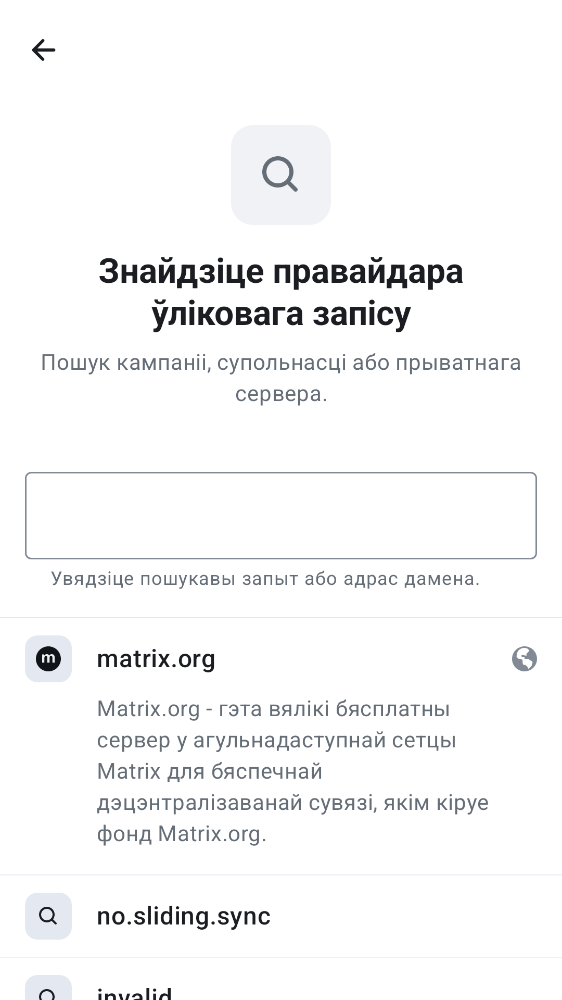 Знайдзіце правайдара
ўліковага запісу
Пошук кампаніі, супольнасці або прыватнага
сервера.
Увядзіце пошукавы запыт або адрас дамена.
m
matrix.org
Matrix.org - гэта вялікі бясплатны
сервер у агульнадаступнай сетцы
Matrix для бяспечнай
дэцэнтралізаванай сувязі, якім кіруе
фонд Matrix.org.
no.sliding.sync
invalid